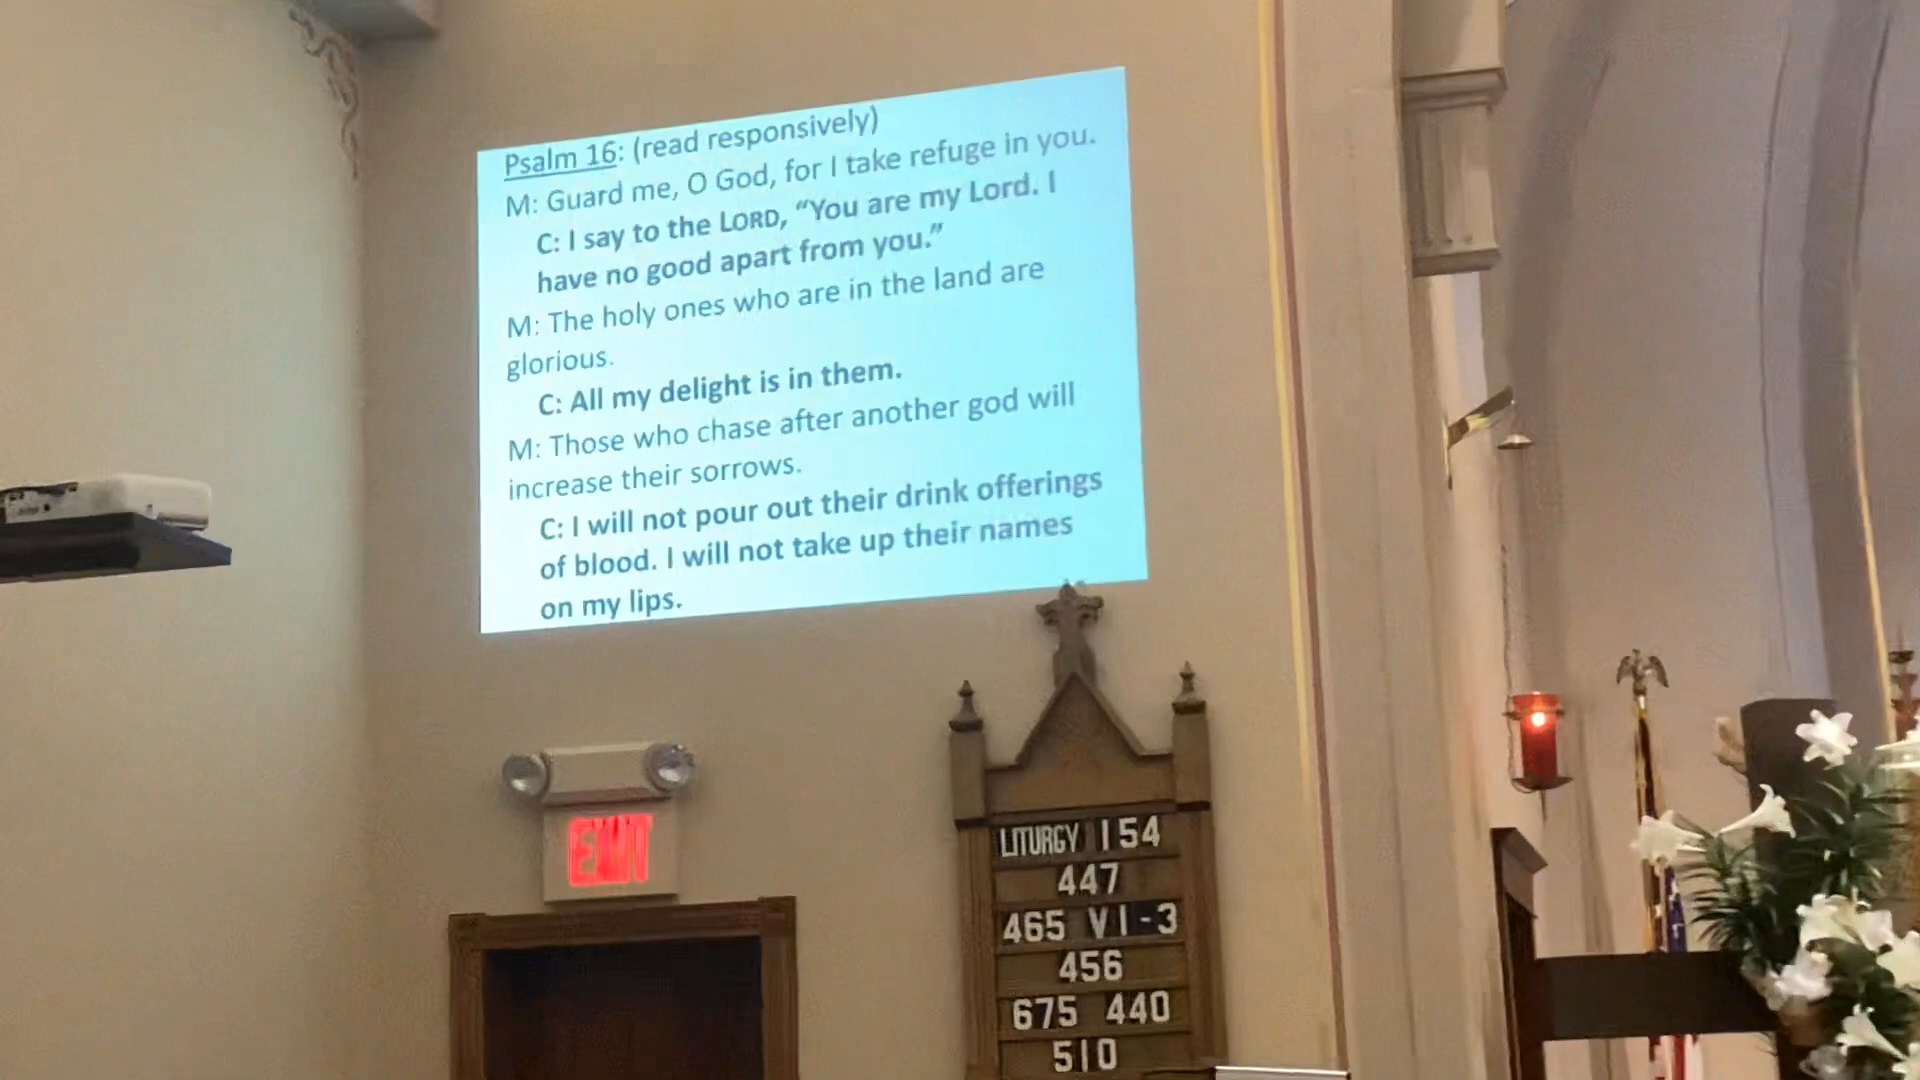 Psalm 16: (read responsively)
M: Guard me, O God, for I take refuge in you.
C: I say to the LORD, “You are my Lord. I
have no good apart from you.”
M: The holy ones who are in the land are
glorious.
C: All my delight is in them.
M: Those who chase after another god will
increase their sorrows.
C: I will not pour out their drink offerings
of blood. I will not take up their names
on my lips.
EXIT
LITURGY 154
447
465 V1-3
456
675 440
510